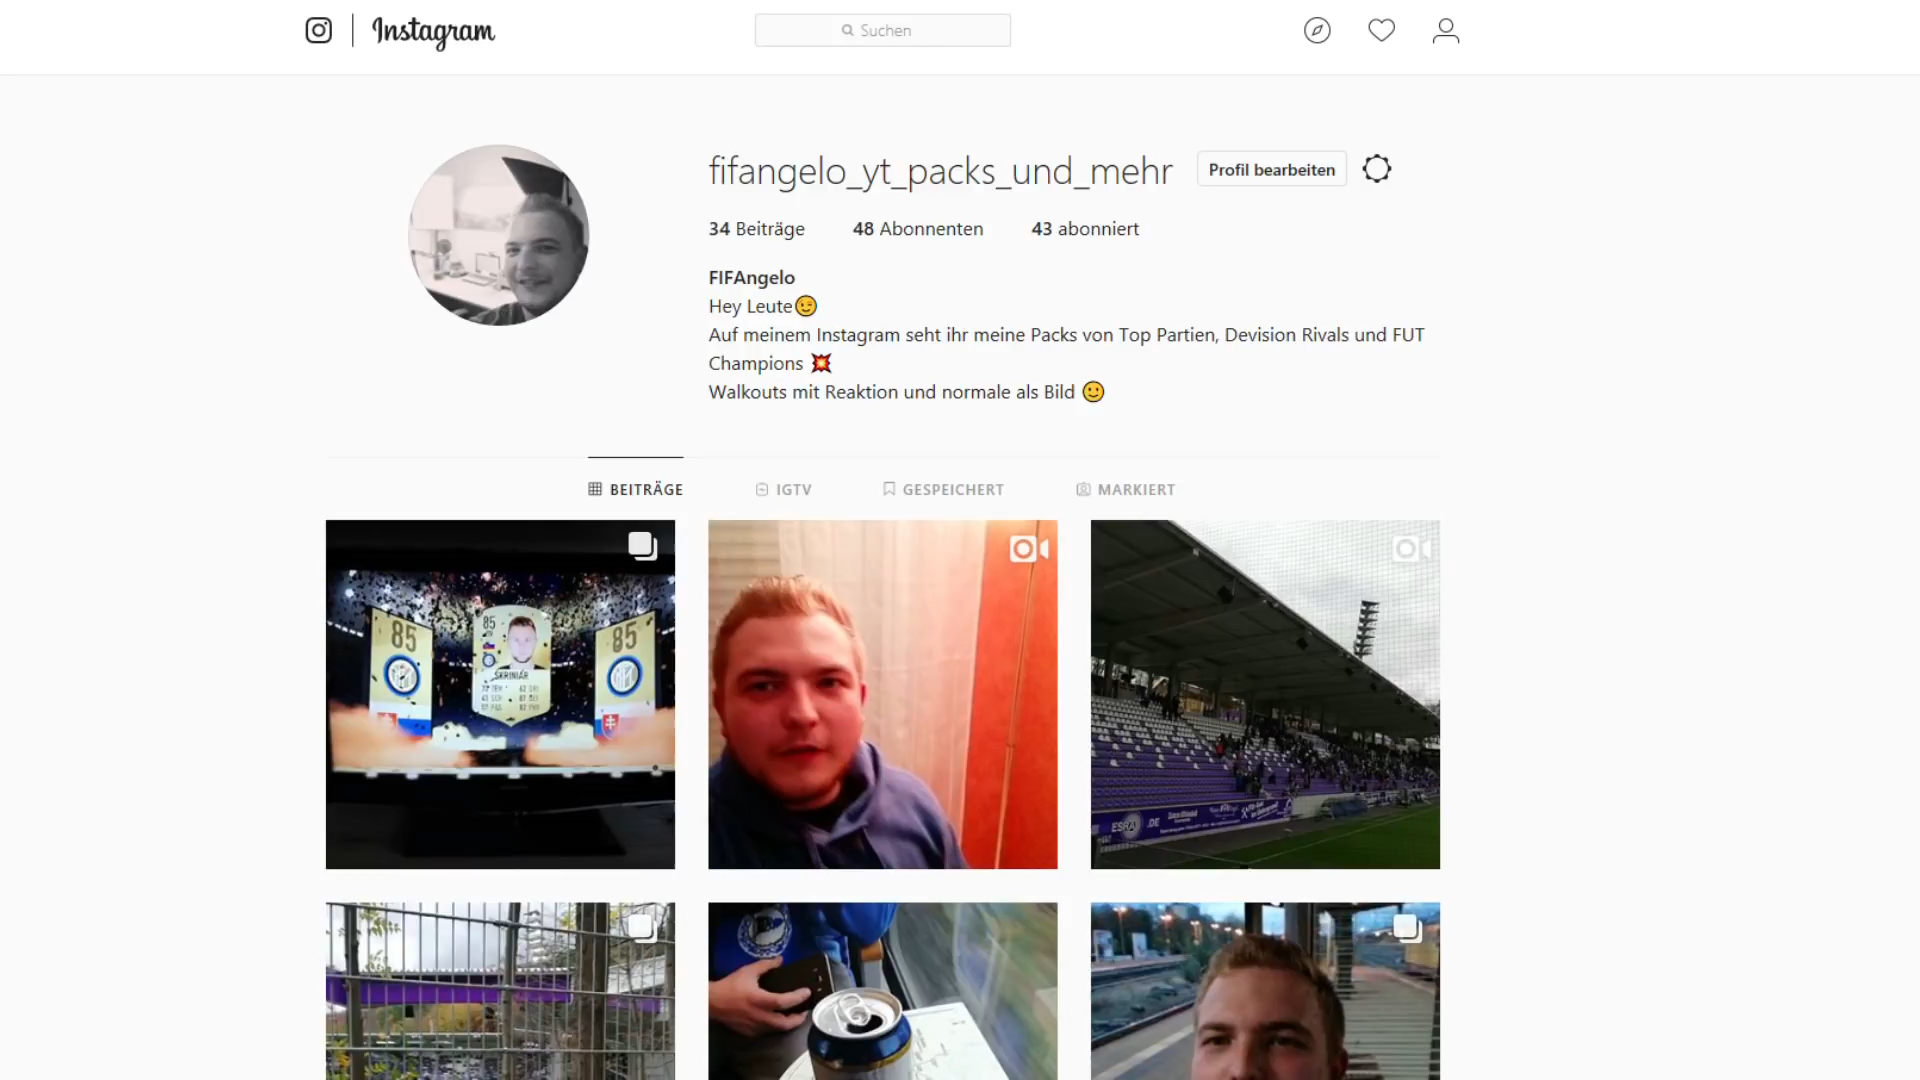 Instagram
Suchen
fifangelo_yt_packs_und_mehr
Profil bearbeiten
34 Beiträge
48 Abonnenten
43 abonniert
FIFAngelo
Hey Leute😉
Auf meinem Instagram seht ihr meine Packs von Top Partien, Devision Rivals und FUT
Champions 💥
Walkouts mit Reaktion und normale als Bild 🙂
BEITRÄGE
IGTV
GESPEICHERT
MARKIERT
85
85
85
ŠKRINIAR
ESRA
.DE